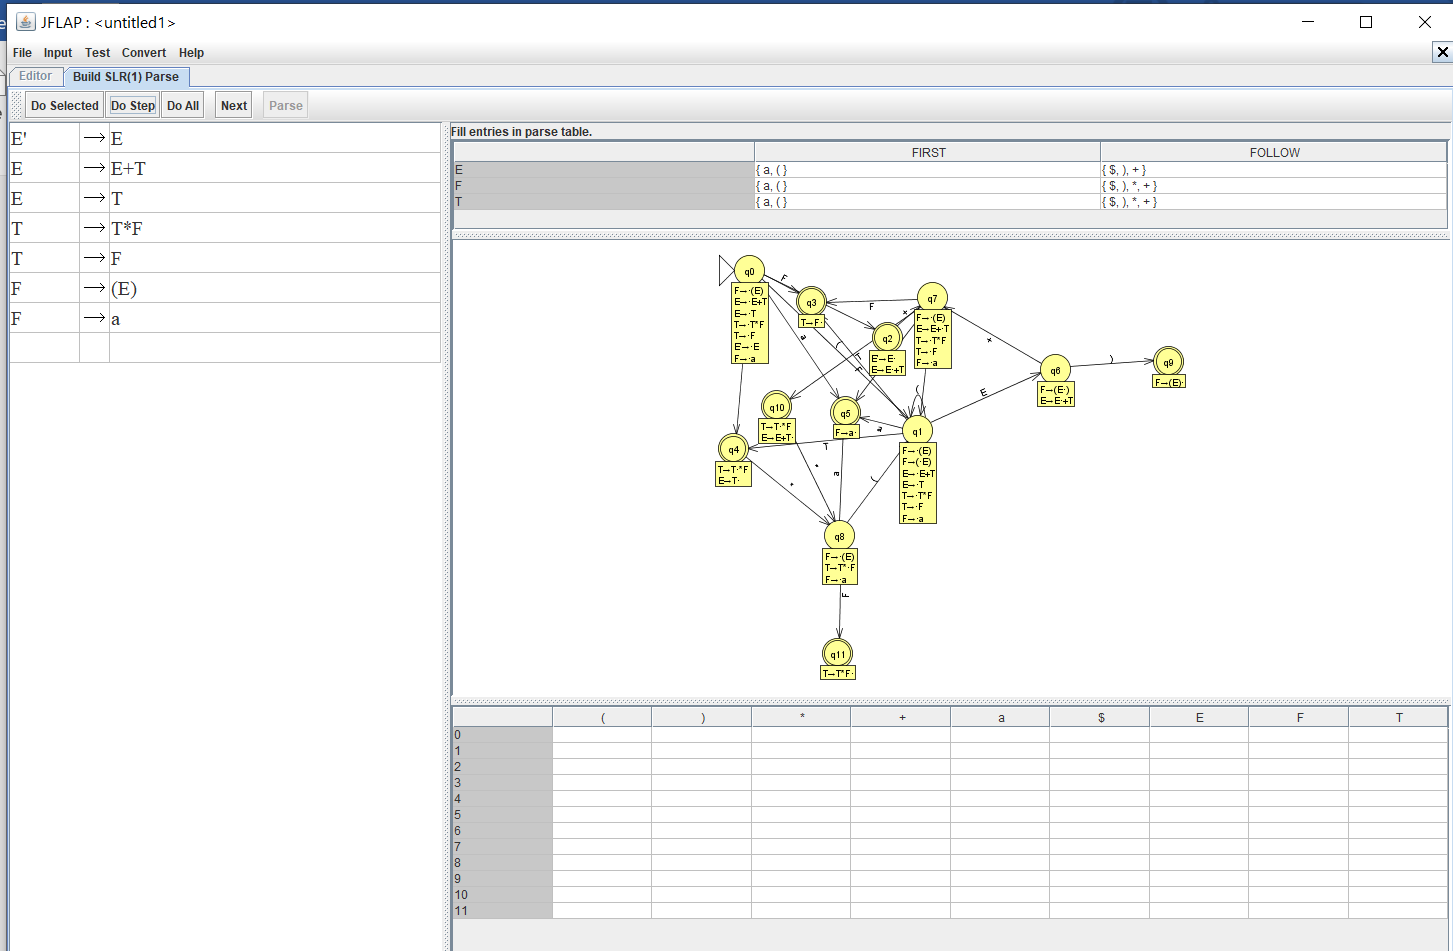 JFLAP : <untitled1>
File Input Test Convert Help
Editor Build SLR(1) Parse
Do Selected Do Step Do All Next Parse
E' → E
E → E+T
E → T
T → T*F
T → F
F → (E)
F → a
Fill entries in parse table.
FIRST FOLLOW
E { a, ( } { $, ), + }
F { a, ( } { $, ), *, + }
T { a, ( } { $, ), *, + }
q0
F→·(E)
E→·E+T
E→·T
T→·T*F
T→·F
E'→·E
F→·a
F
q3
T→F·
q7
F→·(E)
E→E+·T
T→·T*F
T→·F
F→·a
F
+
q2
E'→E·
E→E·+T
a
(
T
+
q6
F→(E·)
E→E·+T
)
q9
F→(E)·
E
q10
T→T·*F
E→E+T·
q5
F→a·
(
q1
F→·(E)
F→(·E)
E→·E+T
E→·T
T→·T*F
T→·F
F→·a
a
T
q4
T→T·*F
E→T·
*
*
a
(
q8
F→·(E)
T→T*·F
F→·a
F
q11
T→T*F·
( ) * + a $ E F T
0
1
2
3
4
5
6
7
8
9
10
11